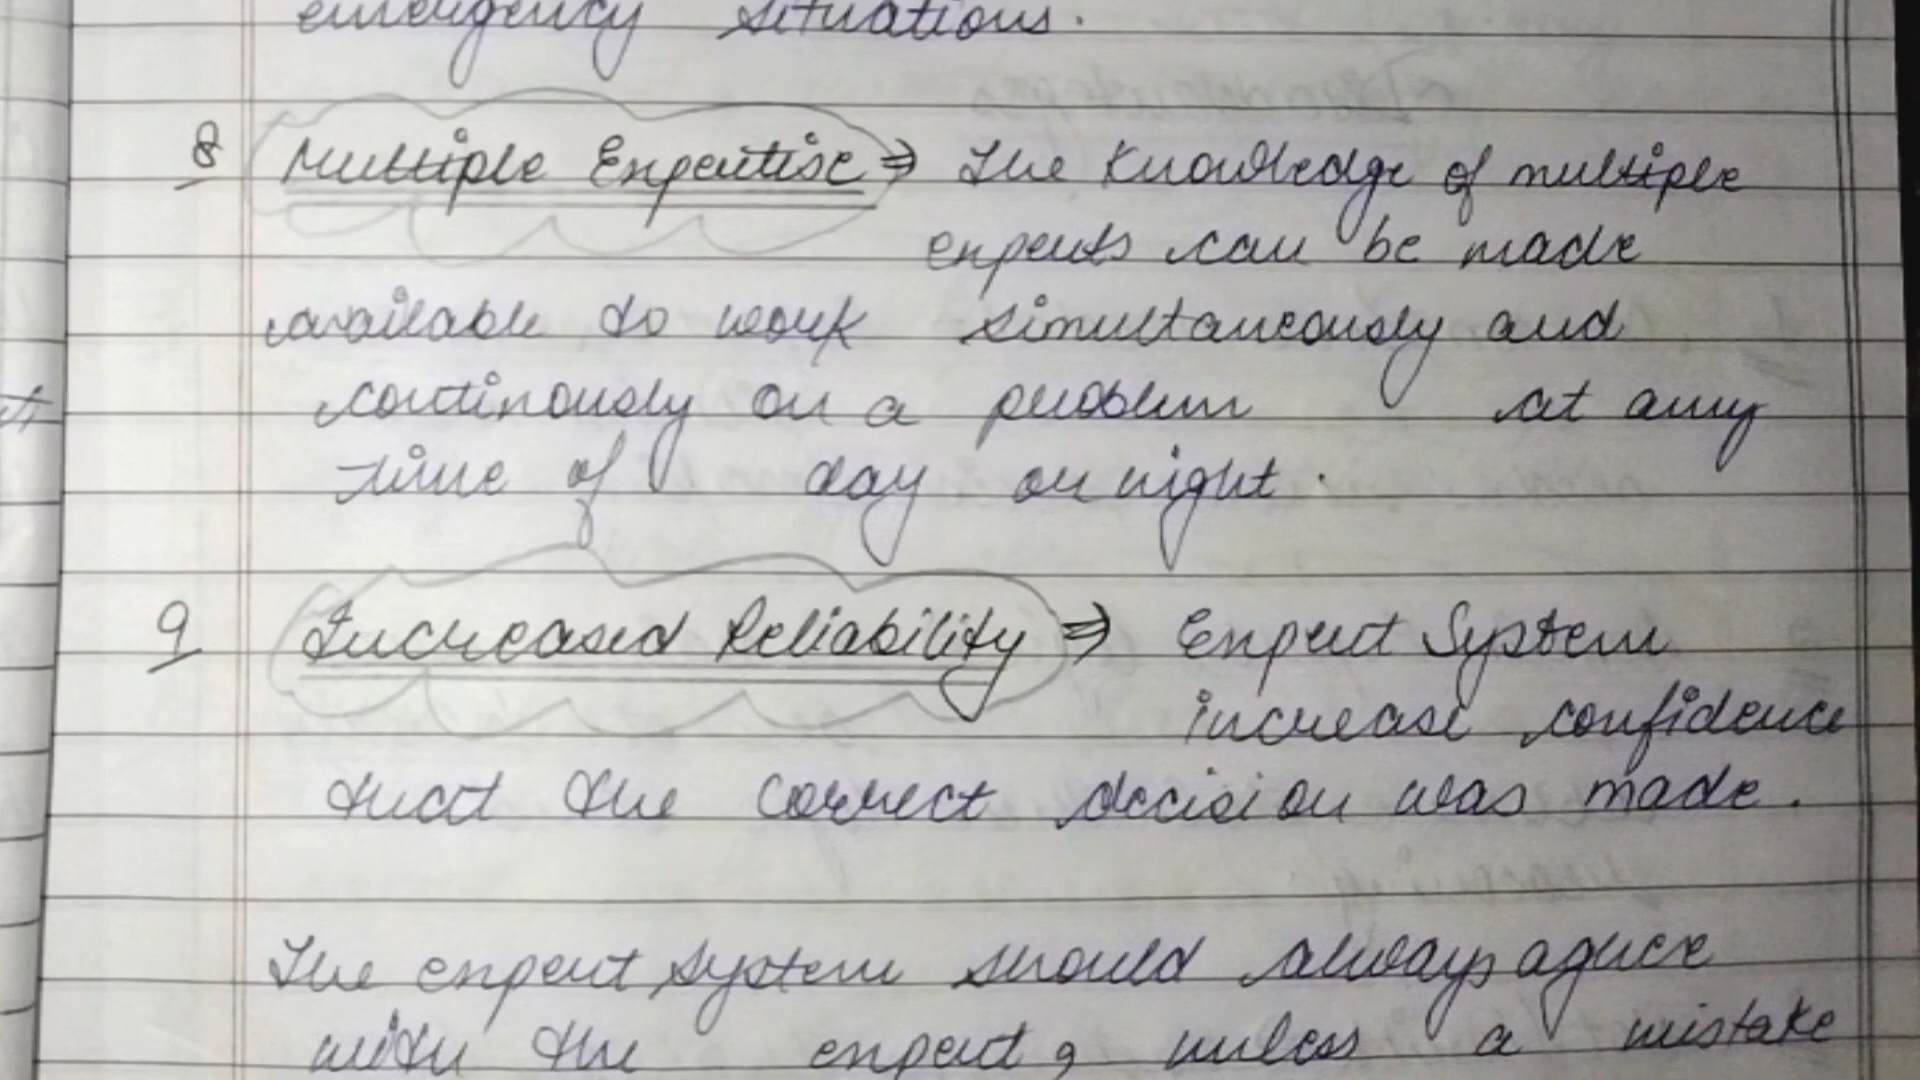 emergency situations.
8 Multiple Expertise ⇒ The Knowledge of multiple
experts can be made
available to work simultaneously and
continously on a problem at any
time of day or night.
9 Increased Reliability ⇒ Expert System
increase confidence
that the correct decision was made.
The expert system should always agree
with the expert, unless a mistake